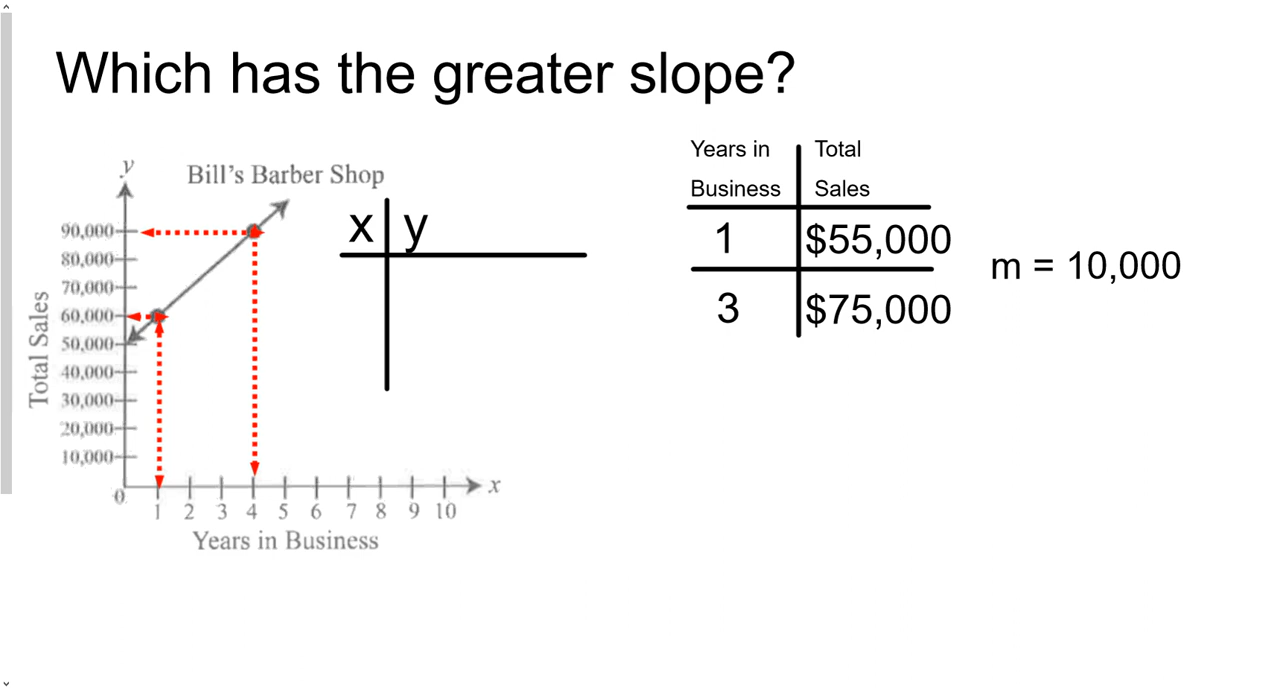 Which has the greater slope?
y
Bill's Barber Shop
90,000
80,000
70,000
60,000
50,000
40,000
30,000
20,000
10,000
0
Total Sales
1 2 3 4 5 6 7 8 9 10
x
Years in Business
x y
Years in Total
Business Sales
1 $55,000
3 $75,000
m = 10,000